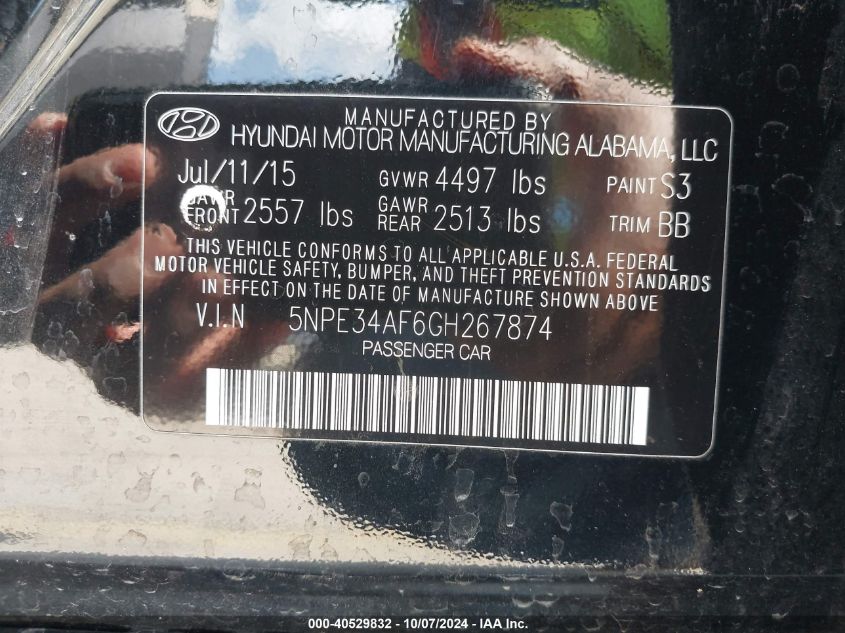 MANUFACTURED BY
HYUNDAI MOTOR MANUFACTURING ALABAMA, LLC
Jul/11/15 GVWR 4497 lbs PAINT S3
GAWR FRONT 2557 lbs GAWR REAR 2513 lbs TRIM BB
THIS VEHICLE CONFORMS TO ALL APPLICABLE U.S.A. FEDERAL
MOTOR VEHICLE SAFETY, BUMPER, AND THEFT PREVENTION STANDARDS
IN EFFECT ON THE DATE OF MANUFACTURE SHOWN ABOVE
V.I.N 5NPE34AF6GH267874
PASSENGER CAR
000-40529832 - 10/07/2024 - IAA Inc.